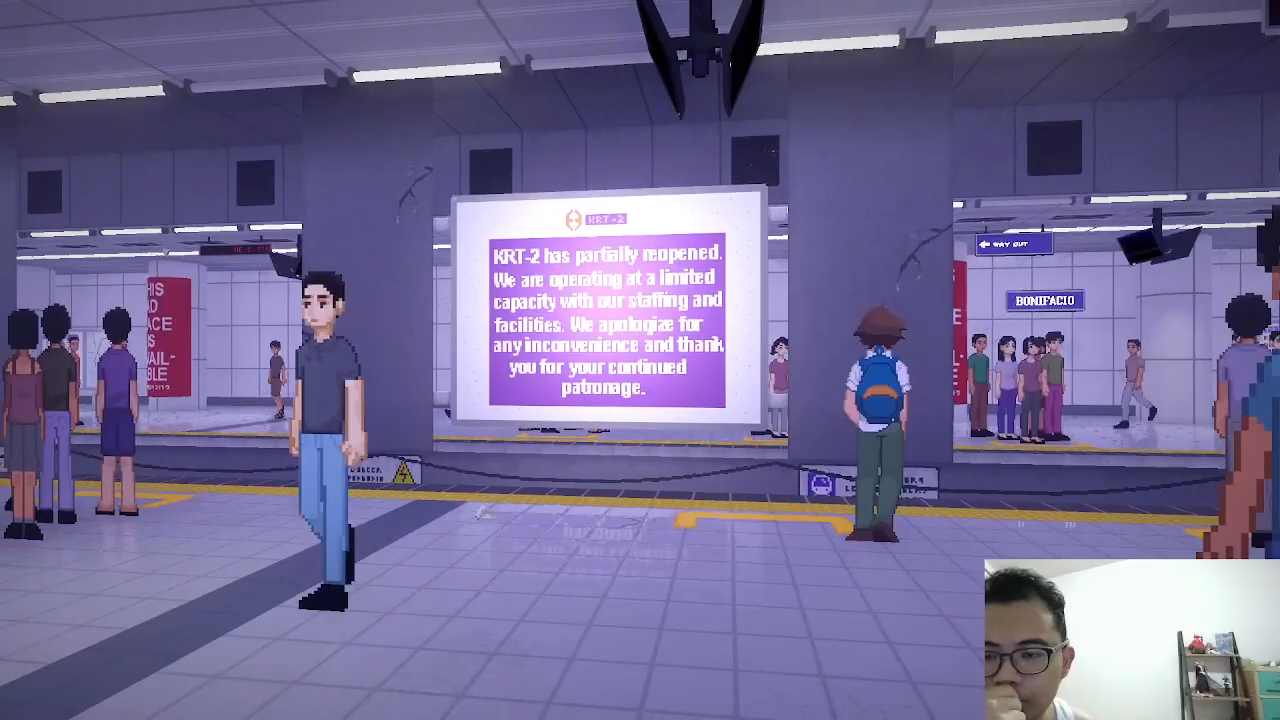 KRT-2
KRT-2 has partially reopened.
We are operating at a limited
capacity with our staffing and
facilities. We apologize for
any inconvenience and thank
you for your continued
patronage.
WAY OUT
BONIFACIO